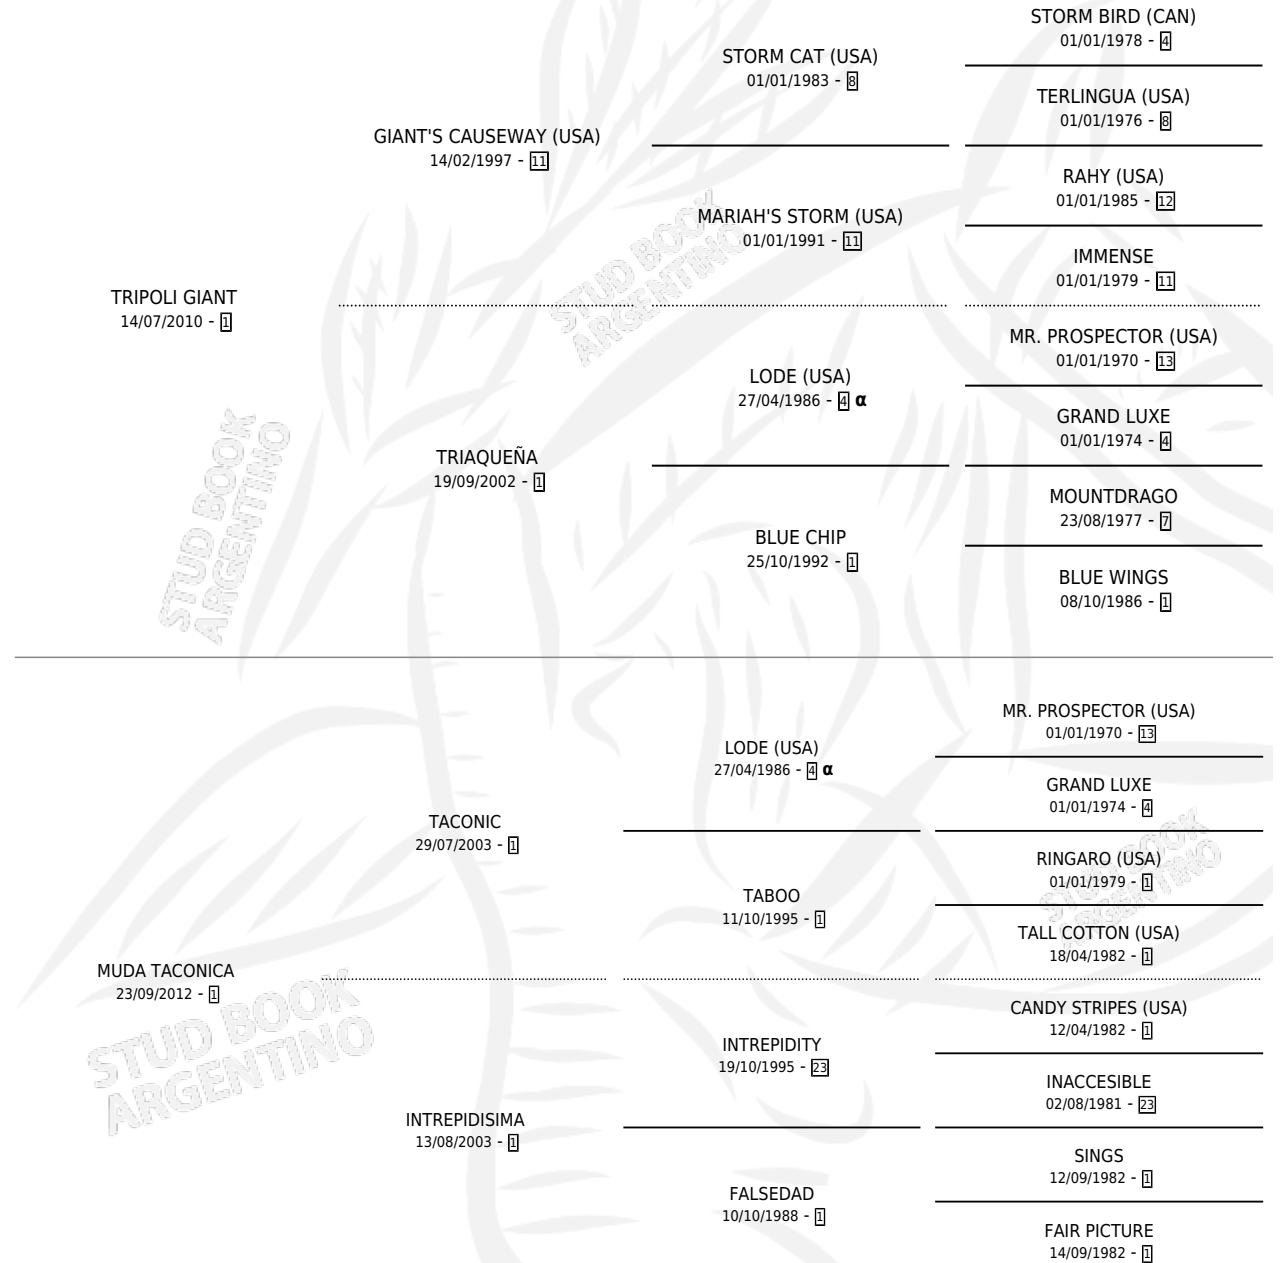 STORM BIRD (CAN)
01/01/1978 - 4
STORM CAT (USA)
01/01/1983 - 8
TERLINGUA (USA)
01/01/1976 - 8
GIANT'S CAUSEWAY (USA)
14/02/1997 - 11
RAHY (USA)
01/01/1985 - 12
MARIAH'S STORM (USA)
01/01/1991 - 11
IMMENSE
01/01/1979 - 11
STUD BOOK
ARGENTINO
TRIPOLI GIANT
14/07/2010 - 1
MR. PROSPECTOR (USA)
01/01/1970 - 13
LODE (USA)
27/04/1986 - 4 α
GRAND LUXE
01/01/1974 - 4
TRIAQUEÑA
19/09/2002 - 1
MOUNTDRAGO
23/08/1977 - 7
BLUE CHIP
25/10/1992 - 1
BLUE WINGS
08/10/1986 - 1
STUD BOOK
ARGENTINO
MR. PROSPECTOR (USA)
01/01/1970 - 13
LODE (USA)
27/04/1986 - 4 α
GRAND LUXE
01/01/1974 - 4
TACONIC
29/07/2003 - 1
RINGARO (USA)
01/01/1979 - 1
TABOO
11/10/1995 - 1
TALL COTTON (USA)
18/04/1982 - 1
STUD BOOK
ARGENTINO
MUDA TACONICA
23/09/2012 - 1
CANDY STRIPES (USA)
12/04/1982 - 1
INTREPIDITY
19/10/1995 - 23
INACCESIBLE
02/08/1981 - 23
STUD BOOK
ARGENTINO
INTREPIDISIMA
13/08/2003 - 1
SINGS
12/09/1982 - 1
FALSEDAD
10/10/1988 - 1
FAIR PICTURE
14/09/1982 - 1